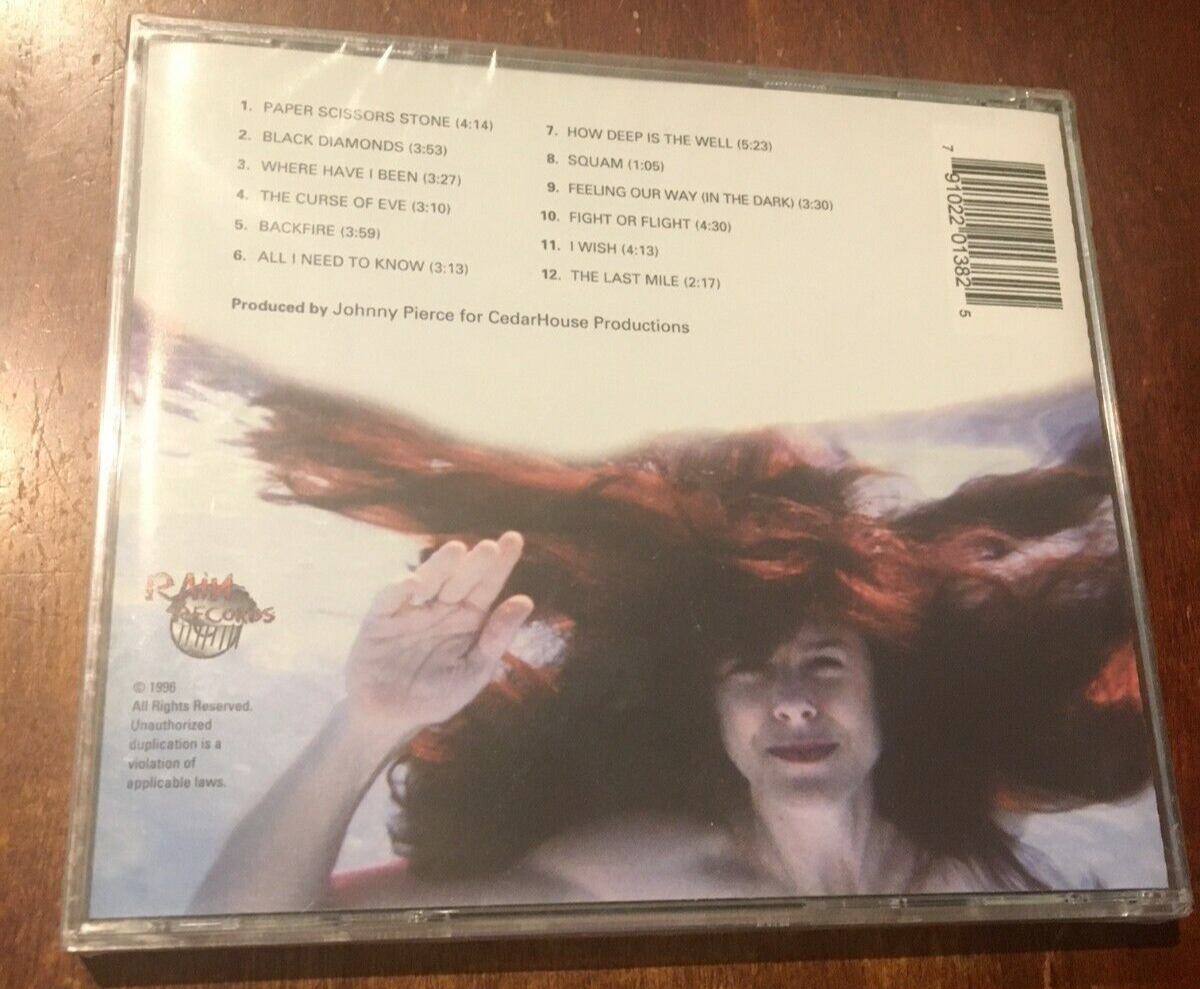 1. PAPER SCISSORS STONE (4:14)
2. BLACK DIAMONDS (3:53)
3. WHERE HAVE I BEEN (3:27)
4. THE CURSE OF EVE (3:10)
5. BACKFIRE (3:59)
6. ALL I NEED TO KNOW (3:13)
7. HOW DEEP IS THE WELL (5:23)
8. SQUAM (1:05)
9. FEELING OUR WAY (IN THE DARK) (3:30)
10. FIGHT OR FLIGHT (4:30)
11. I WISH (4:13)
12. THE LAST MILE (2:17)
Produced by Johnny Pierce for CedarHouse Productions
7 91022 01382 5
RAIN
RECORDS
© 1996
All Rights Reserved.
Unauthorized
duplication is a
violation of
applicable laws.